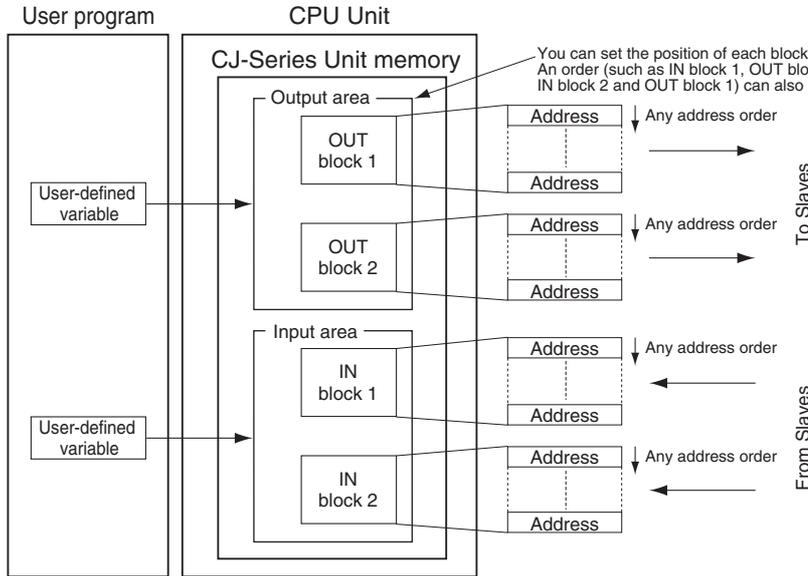 User program
CPU Unit
CJ-Series Unit memory
You can set the position of each block
An order (such as IN block 1, OUT
IN block 2 and OUT block 1) can also
Output area
OUT
block 1
OUT
block 2
User-defined
variable
Address
Any address order
Address
Address
Any address order
Address
To Slaves
Input area
IN
block 1
IN
block 2
User-defined
variable
Address
Any address order
Address
Address
Any address order
Address
From Slaves